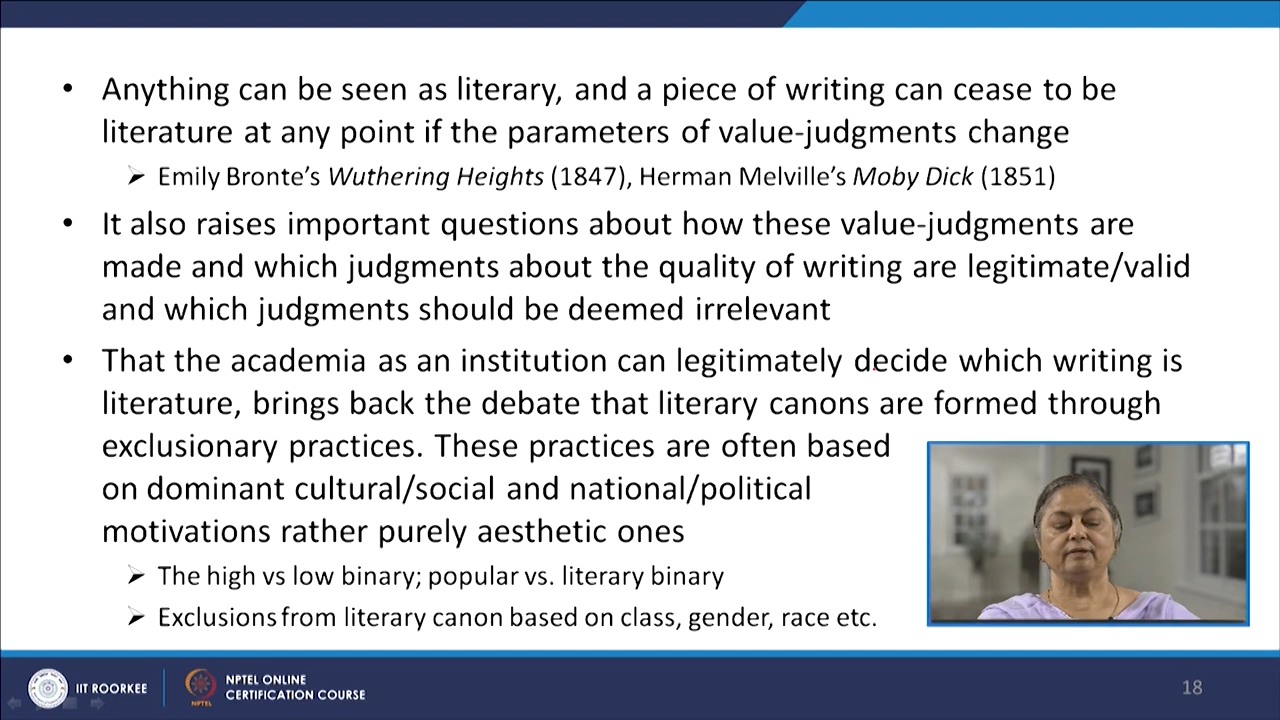 • Anything can be seen as literary, and a piece of writing can cease to be
literature at any point if the parameters of value-judgments change
➢ Emily Bronte’s Wuthering Heights (1847), Herman Melville’s Moby Dick (1851)
• It also raises important questions about how these value-judgments are
made and which judgments about the quality of writing are legitimate/valid
and which judgments should be deemed irrelevant
• That the academia as an institution can legitimately decide which writing is
literature, brings back the debate that literary canons are formed through
exclusionary practices. These practices are often based
on dominant cultural/social and national/political
motivations rather purely aesthetic ones
➢ The high vs low binary; popular vs. literary binary
➢ Exclusions from literary canon based on class, gender, race etc.
IIT ROORKEE
NPTEL
NPTEL ONLINE
CERTIFICATION COURSE
18